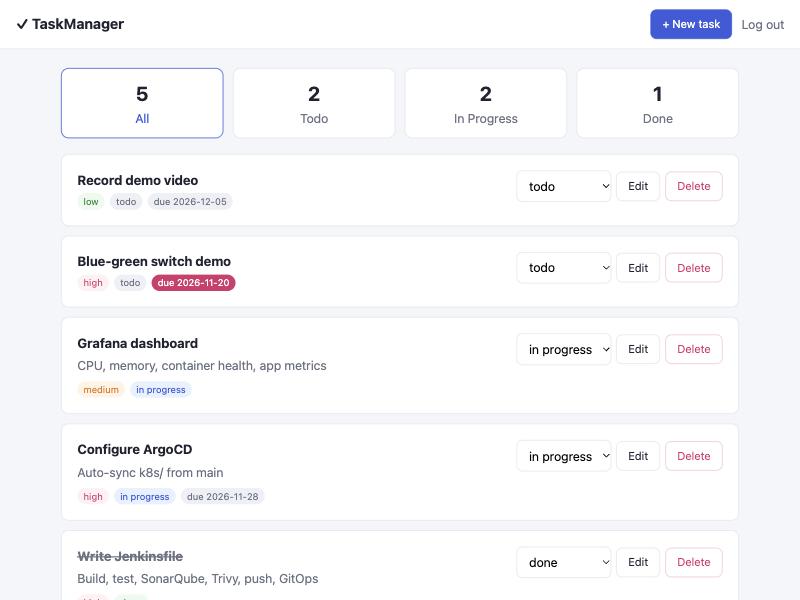 ✓ TaskManager
+ New task
Log out
5
All
2
Todo
2
In Progress
1
Done
Record demo video
low todo due 2026-12-05
todo
Edit
Delete
Blue-green switch demo
high todo due 2026-11-20
todo
Edit
Delete
Grafana dashboard
CPU, memory, container health, app metrics
medium in progress
in progress
Edit
Delete
Configure ArgoCD
Auto-sync k8s/ from main
high in progress due 2026-11-28
in progress
Edit
Delete
Write Jenkinsfile
Build, test, SonarQube, Trivy, push, GitOps
done
Edit
Delete